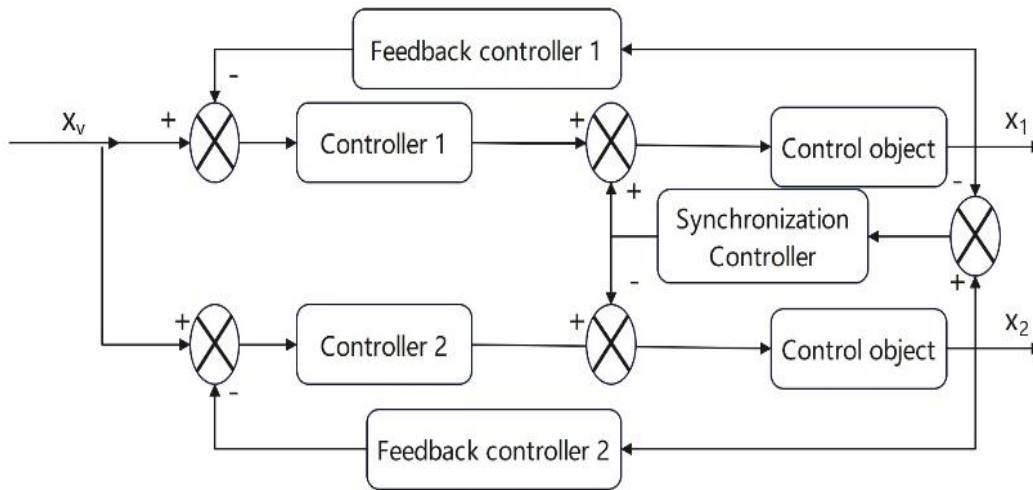 Feedback controller 1
-
Xᵥ
+
Controller 1
+
Control object
X₁
+
-
Synchronization
Controller
-
+
+
Controller 2
+
Control object
X₂
-
Feedback controller 2